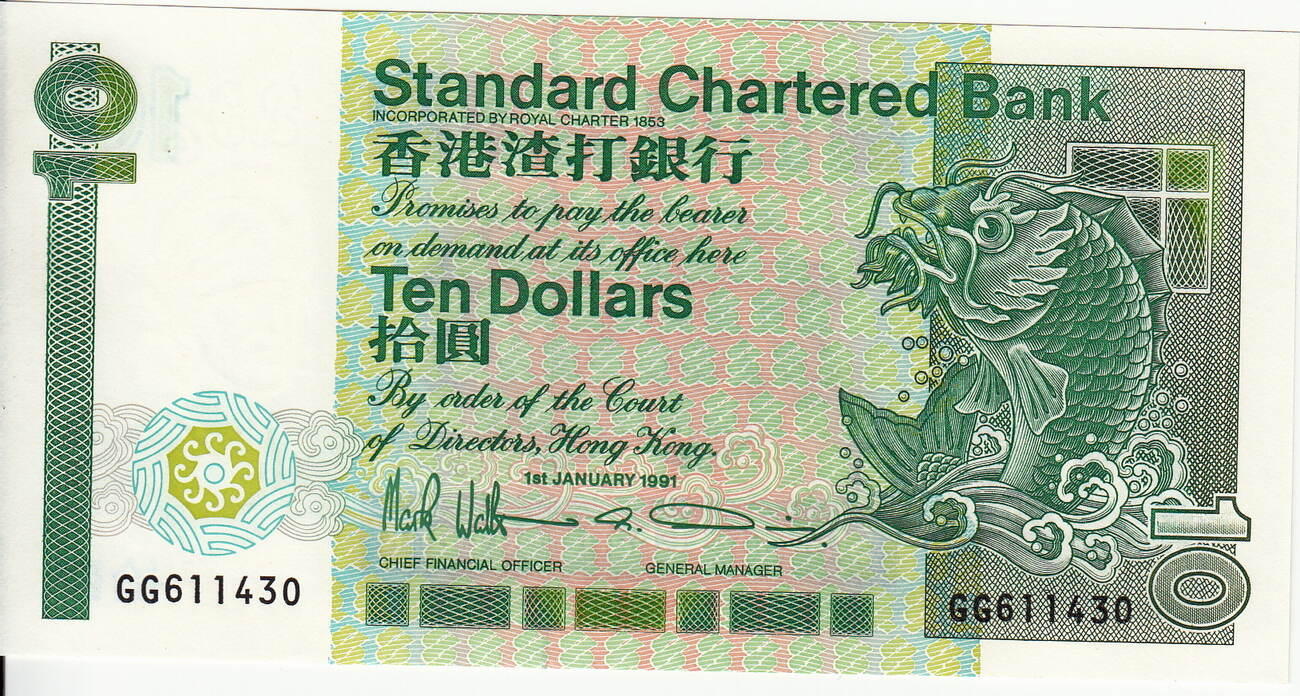 10
Standard Chartered Bank
INCORPORATED BY ROYAL CHARTER 1853
香港渣打銀行
Promises to pay the bearer
on demand at its office here
Ten Dollars
拾圓
By order of the Court
of Directors, Hong Kong.
1st JANUARY 1991
CHIEF FINANCIAL OFFICER GENERAL MANAGER
GG611430
GG611430
10